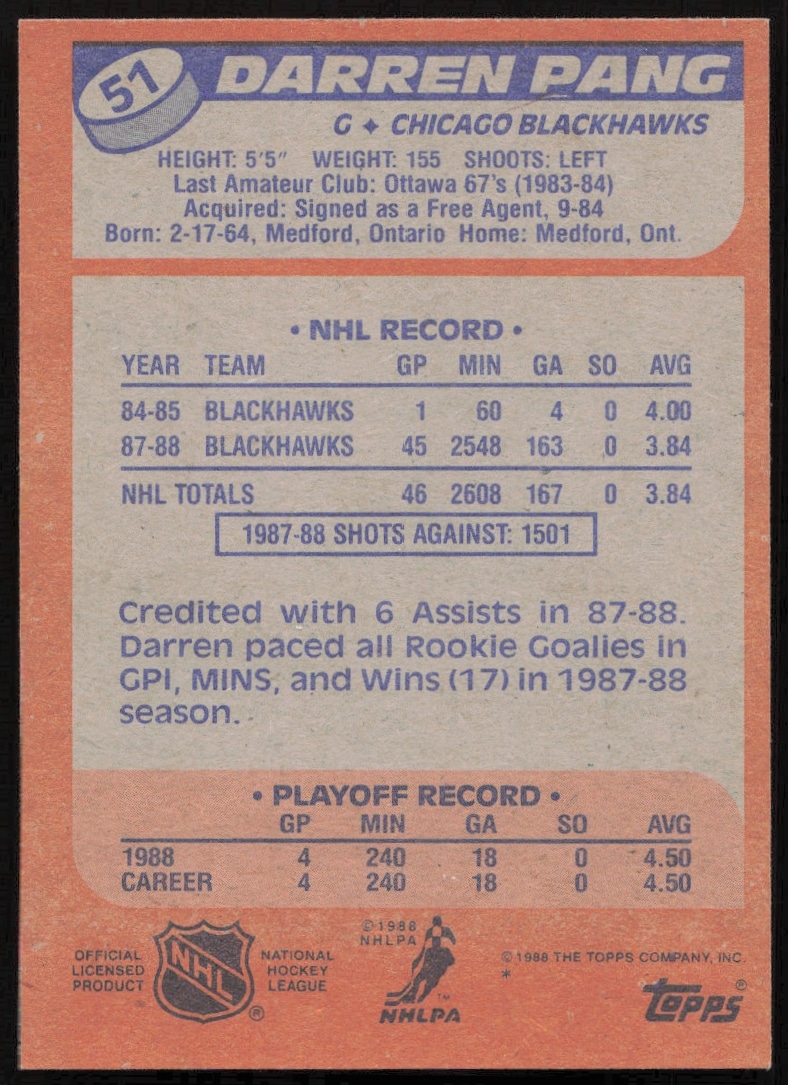 51
DARREN PANG
G ✦ CHICAGO BLACKHAWKS
HEIGHT: 5'5" WEIGHT: 155 SHOOTS: LEFT
Last Amateur Club: Ottawa 67's (1983-84)
Acquired: Signed as a Free Agent, 9-84
Born: 2-17-64, Medford, Ontario Home: Medford, Ont.
• NHL RECORD •
YEAR TEAM GP MIN GA SO AVG
84-85 BLACKHAWKS 1 60 4 0 4.00
87-88 BLACKHAWKS 45 2548 163 0 3.84
NHL TOTALS 46 2608 167 0 3.84
1987-88 SHOTS AGAINST: 1501
Credited with 6 Assists in 87-88.
Darren paced all Rookie Goalies in
GPI, MINS, and Wins (17) in 1987-88
season.
• PLAYOFF RECORD •
GP MIN GA SO AVG
1988 4 240 18 0 4.50
CAREER 4 240 18 0 4.50
OFFICIAL
LICENSED
PRODUCT
NHL
®
NATIONAL
HOCKEY
LEAGUE
© 1988
NHLPA
™
NHLPA
© 1988 THE TOPPS COMPANY, INC.
*
topps ®